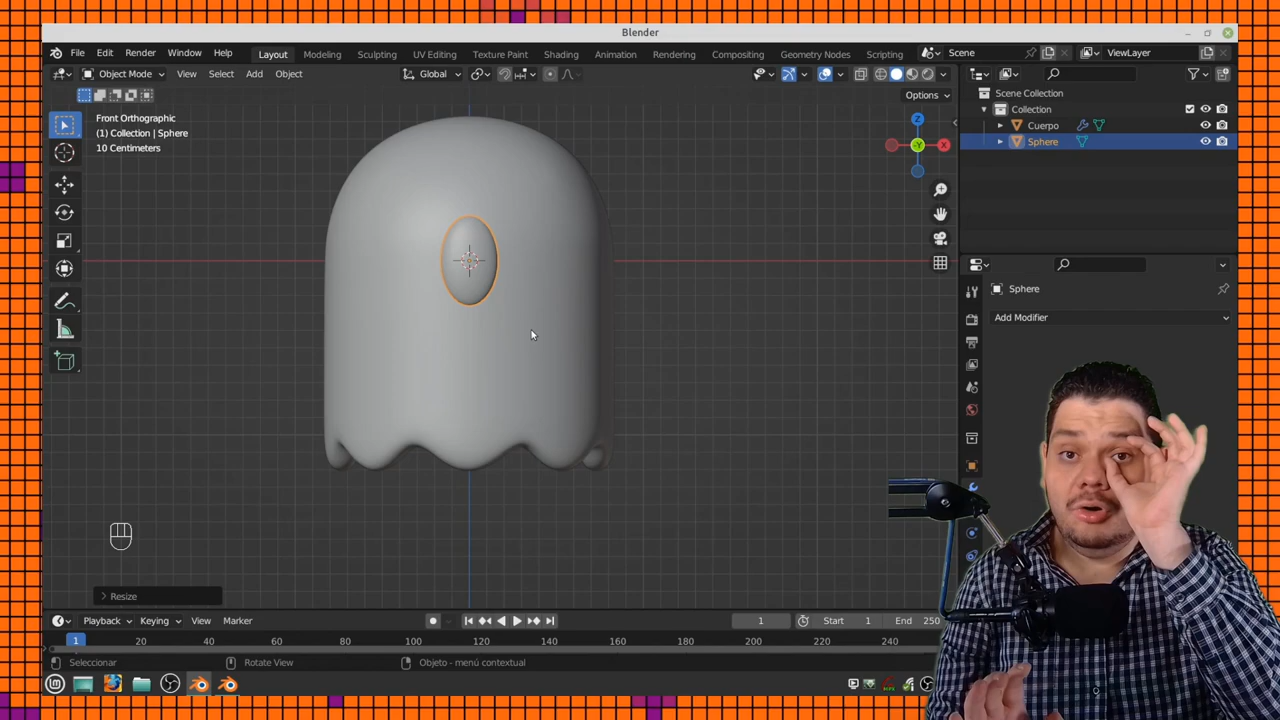 Blender
File Edit Render Window Help
Layout Modeling Sculpting UV Editing Texture Paint Shading Animation Rendering Compositing Geometry Nodes Scripting
Scene
ViewLayer
Object Mode View Select Add Object
Global
Options
Front Orthographic
(1) Collection | Sphere
10 Centimeters
Z
-Y
X
Scene Collection
Collection
Cuerpo
Sphere
Sphere
Add Modifier
Resize
Playback Keying View Marker
1
Start 1 End 250
1 20 40 60 80 100 120 140 160 180 200 220
Seleccionar
Rotate View
Objeto - menú contextual